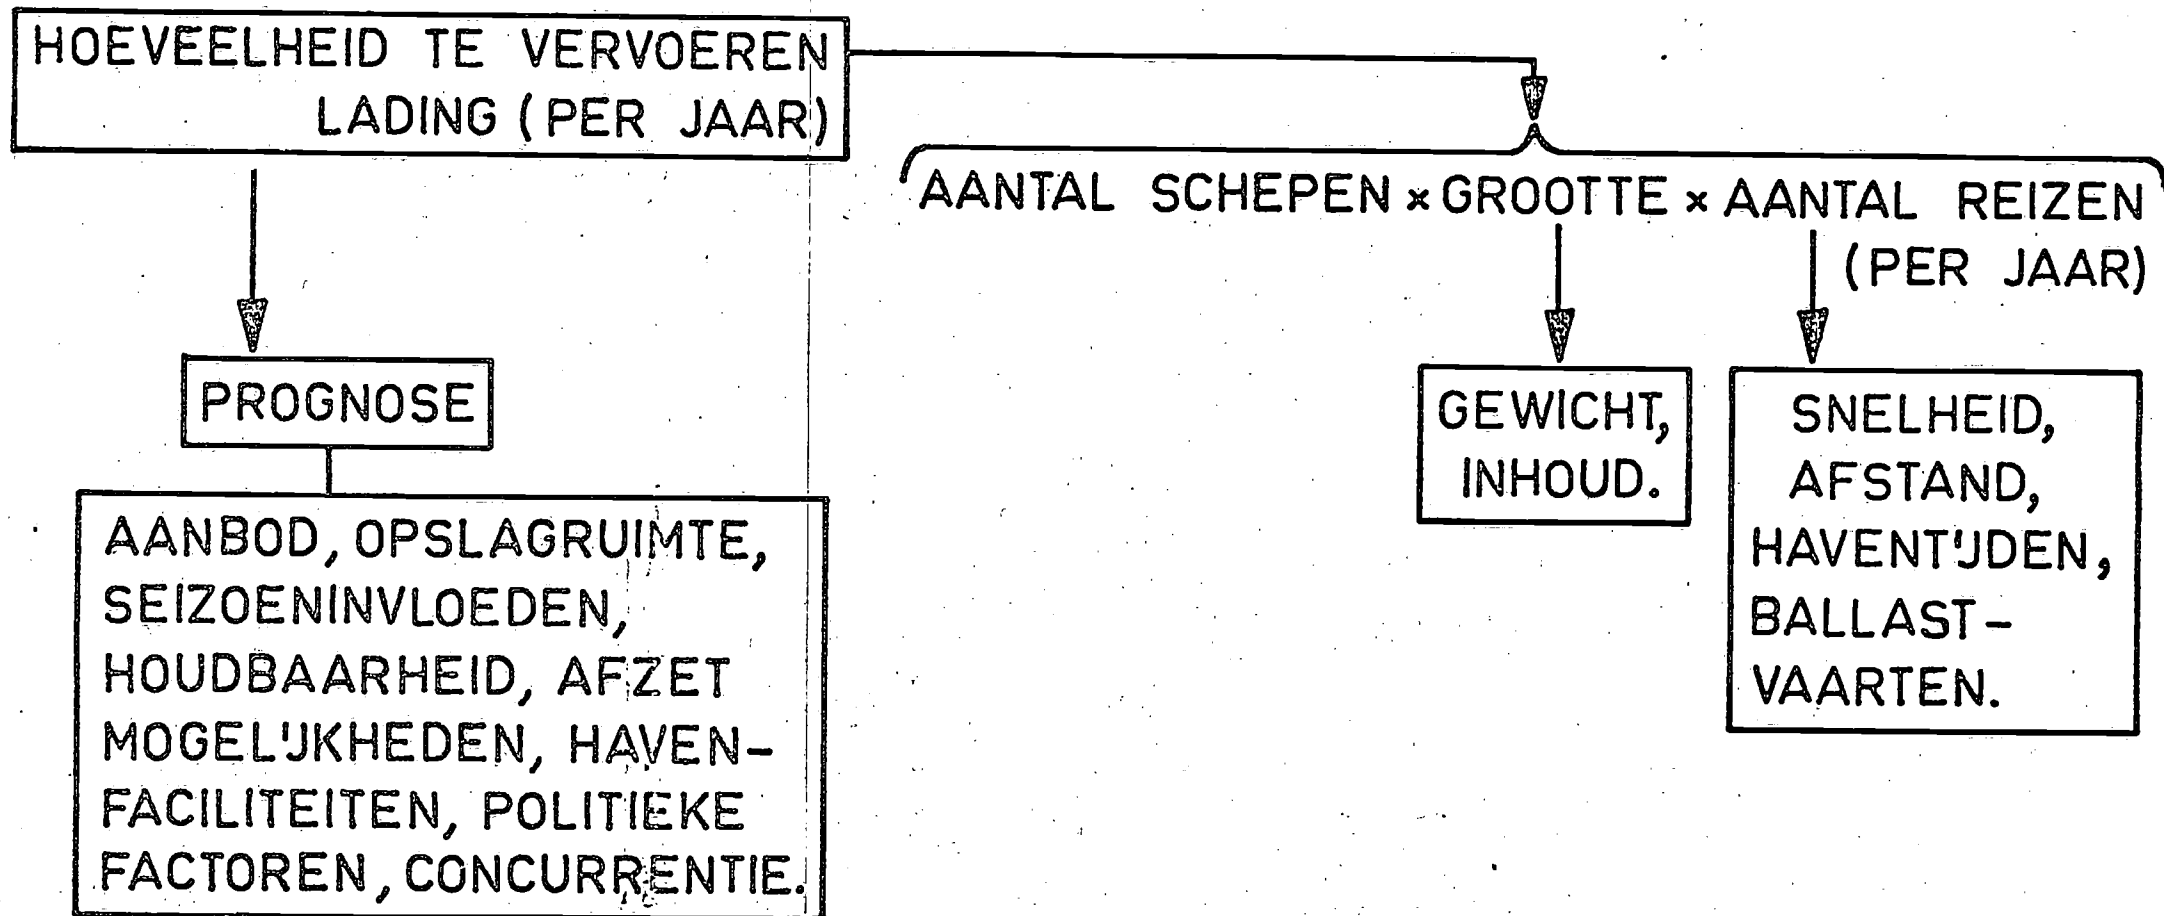 HOEVEELHEID TE VERVOEREN
LADING (PER JAAR)
AANTAL SCHEPEN × GROOTTE × AANTAL REIZEN
(PER JAAR)
PROGNOSE
AANBOD, OPSLAGRUIMTE,
SEIZOENINVLOEDEN,
HOUDBAARHEID, AFZET
MOGELIJKHEDEN, HAVEN-
FACILITEITEN, POLITIEKE
FACTOREN, CONCURRENTIE.
GEWICHT,
INHOUD.
SNELHEID,
AFSTAND,
HAVENTIJDEN,
BALLAST-
VAARTEN.